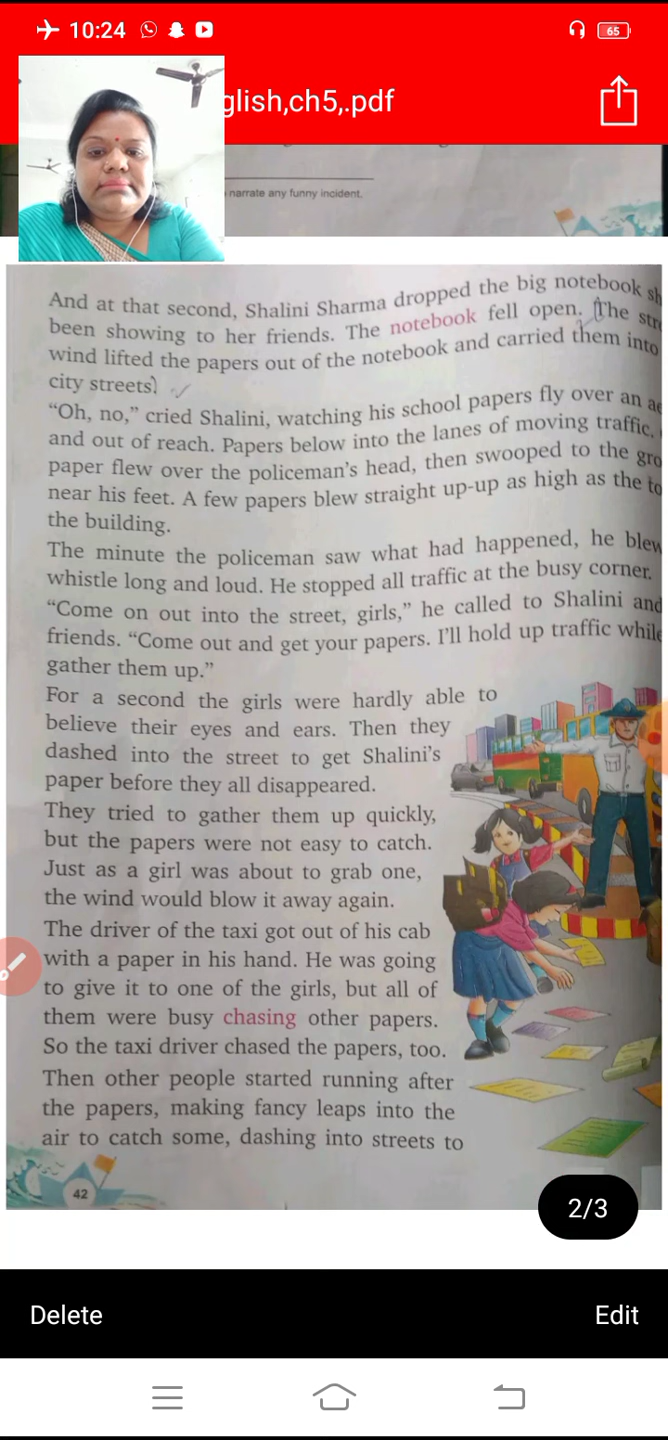 10:24
65
glish,ch5,.pdf
narrate any funny incident.
And at that second, Shalini Sharma dropped the big notebook sh
been showing to her friends. The notebook fell open. The stro
wind lifted the papers out of the notebook and carried them into
city streets.
“Oh, no,” cried Shalini, watching his school papers fly over an ae
and out of reach. Papers below into the lanes of moving traffic.
paper flew over the policeman’s head, then swooped to the gro
near his feet. A few papers blew straight up-up as high as the to
the building.
The minute the policeman saw what had happened, he blew
whistle long and loud. He stopped all traffic at the busy corner.
“Come on out into the street, girls,” he called to Shalini and
friends. “Come out and get your papers. I’ll hold up traffic while
gather them up.”
For a second the girls were hardly able to
believe their eyes and ears. Then they
dashed into the street to get Shalini’s
paper before they all disappeared.
They tried to gather them up quickly,
but the papers were not easy to catch.
Just as a girl was about to grab one,
the wind would blow it away again.
The driver of the taxi got out of his cab
with a paper in his hand. He was going
to give it to one of the girls, but all of
them were busy chasing other papers.
So the taxi driver chased the papers, too.
Then other people started running after
the papers, making fancy leaps into the
air to catch some, dashing into streets to
42
2/3
Delete
Edit